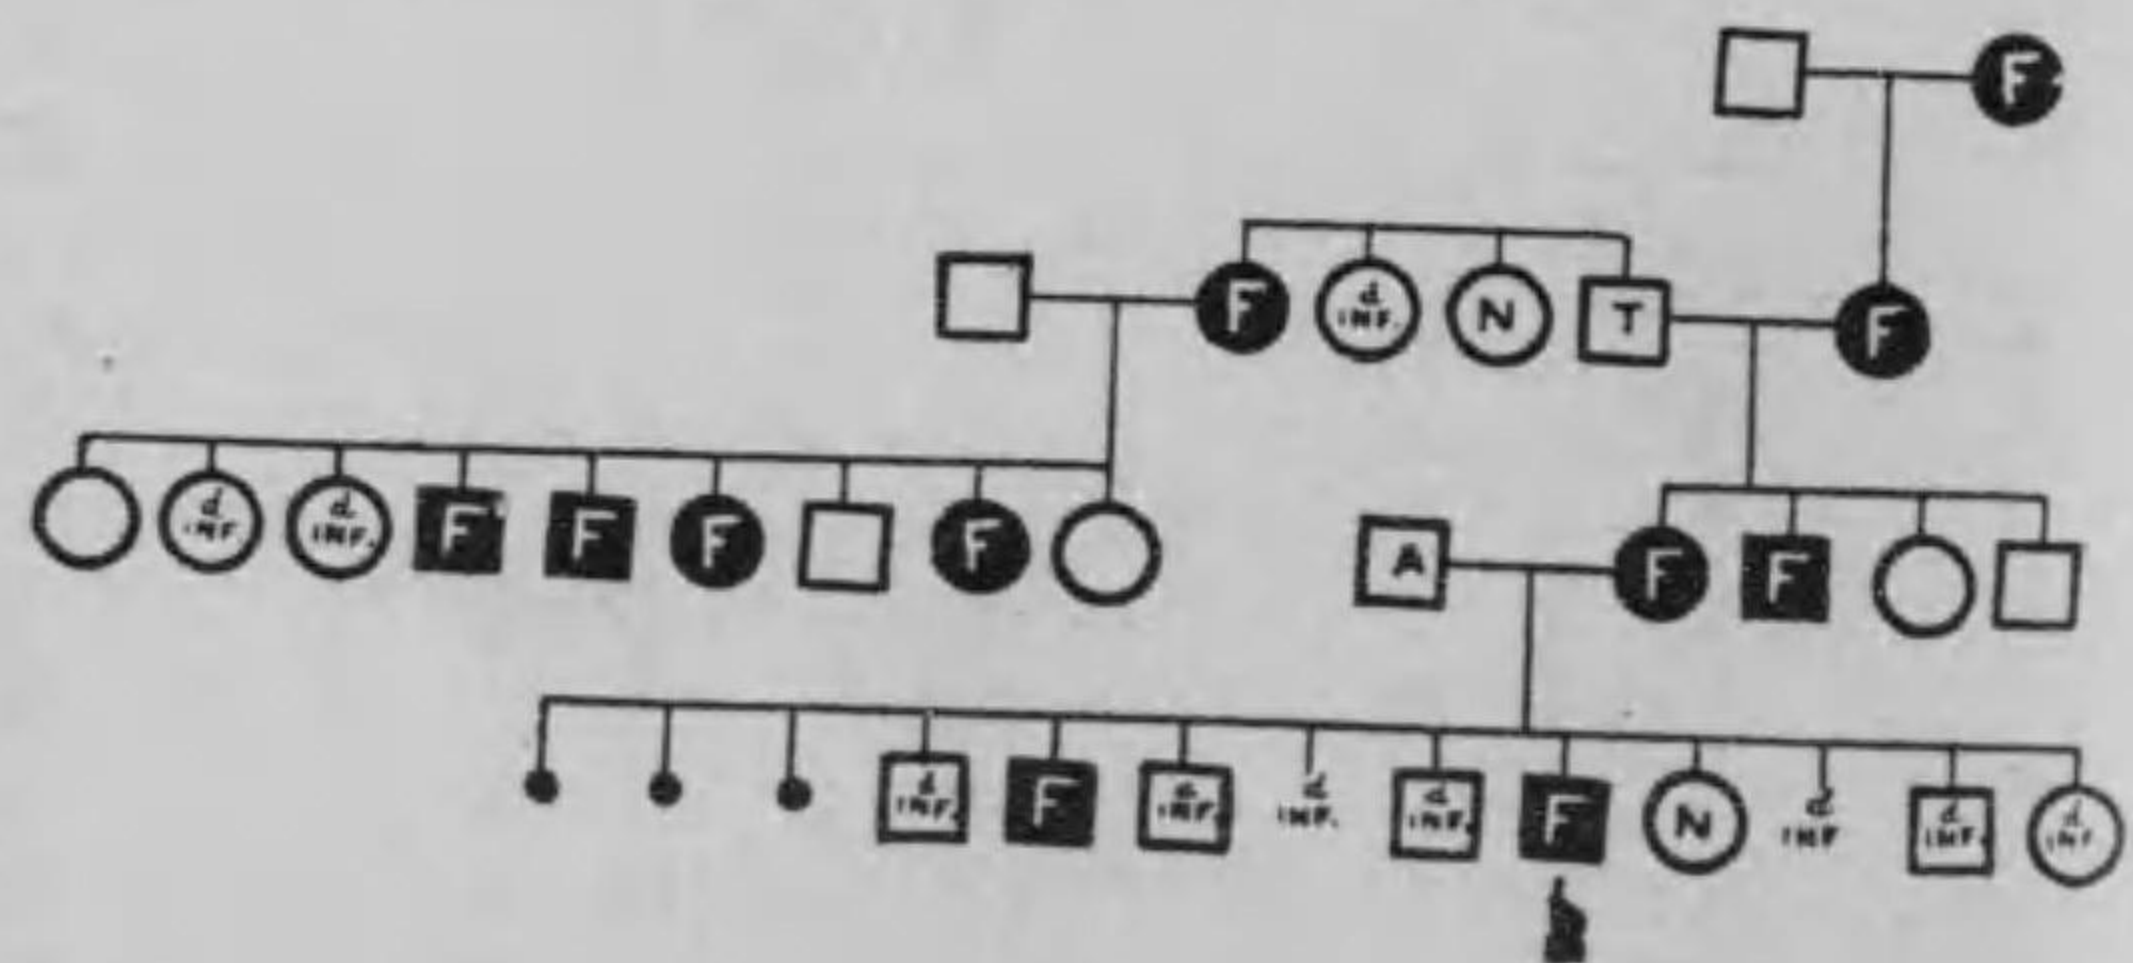 F
F d INF. N T F
d INF. d INF. F F F F A F F
d INF. F d INF. d INF. d INF. F N d INF d INF. d INF